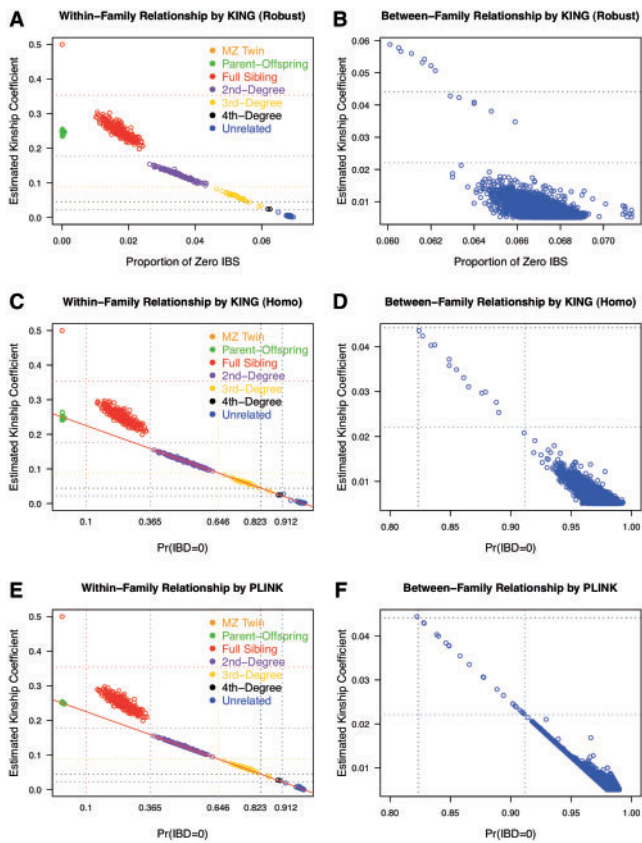 A
Within−Family Relationship by KING (Robust)
Estimated Kinship Coefficient
0.5
0.4
0.3
0.2
0.1
0.0
MZ Twin
Parent−Offspring
Full Sibling
2nd−Degree
3rd−Degree
4th−Degree
Unrelated
0.00 0.02 0.04 0.06
Proportion of Zero IBS
B
Between−Family Relationship by KING (Robust)
Estimated Kinship Coefficient
0.06
0.05
0.04
0.03
0.02
0.01
0.060 0.062 0.064 0.066 0.068 0.070
Proportion of Zero IBS
C
Within−Family Relationship by KING (Homo)
Estimated Kinship Coefficient
0.5
0.4
0.3
0.2
0.1
0.0
MZ Twin
Parent−Offspring
Full Sibling
2nd−Degree
3rd−Degree
4th−Degree
Unrelated
0.1 0.365 0.646 0.823 0.912
Pr(IBD=0)
D
Between−Family Relationship by KING (Homo)
Estimated Kinship Coefficient
0.04
0.03
0.02
0.01
0.80 0.85 0.90 0.95 1.00
Pr(IBD=0)
E
Within−Family Relationship by PLINK
Estimated Kinship Coefficient
0.5
0.4
0.3
0.2
0.1
0.0
MZ Twin
Parent−Offspring
Full Sibling
2nd−Degree
3rd−Degree
4th−Degree
Unrelated
0.1 0.365 0.646 0.823 0.912
Pr(IBD=0)
F
Between−Family Relationship by PLINK
Estimated Kinship Coefficient
0.04
0.03
0.02
0.01
0.80 0.85 0.90 0.95 1.00
Pr(IBD=0)